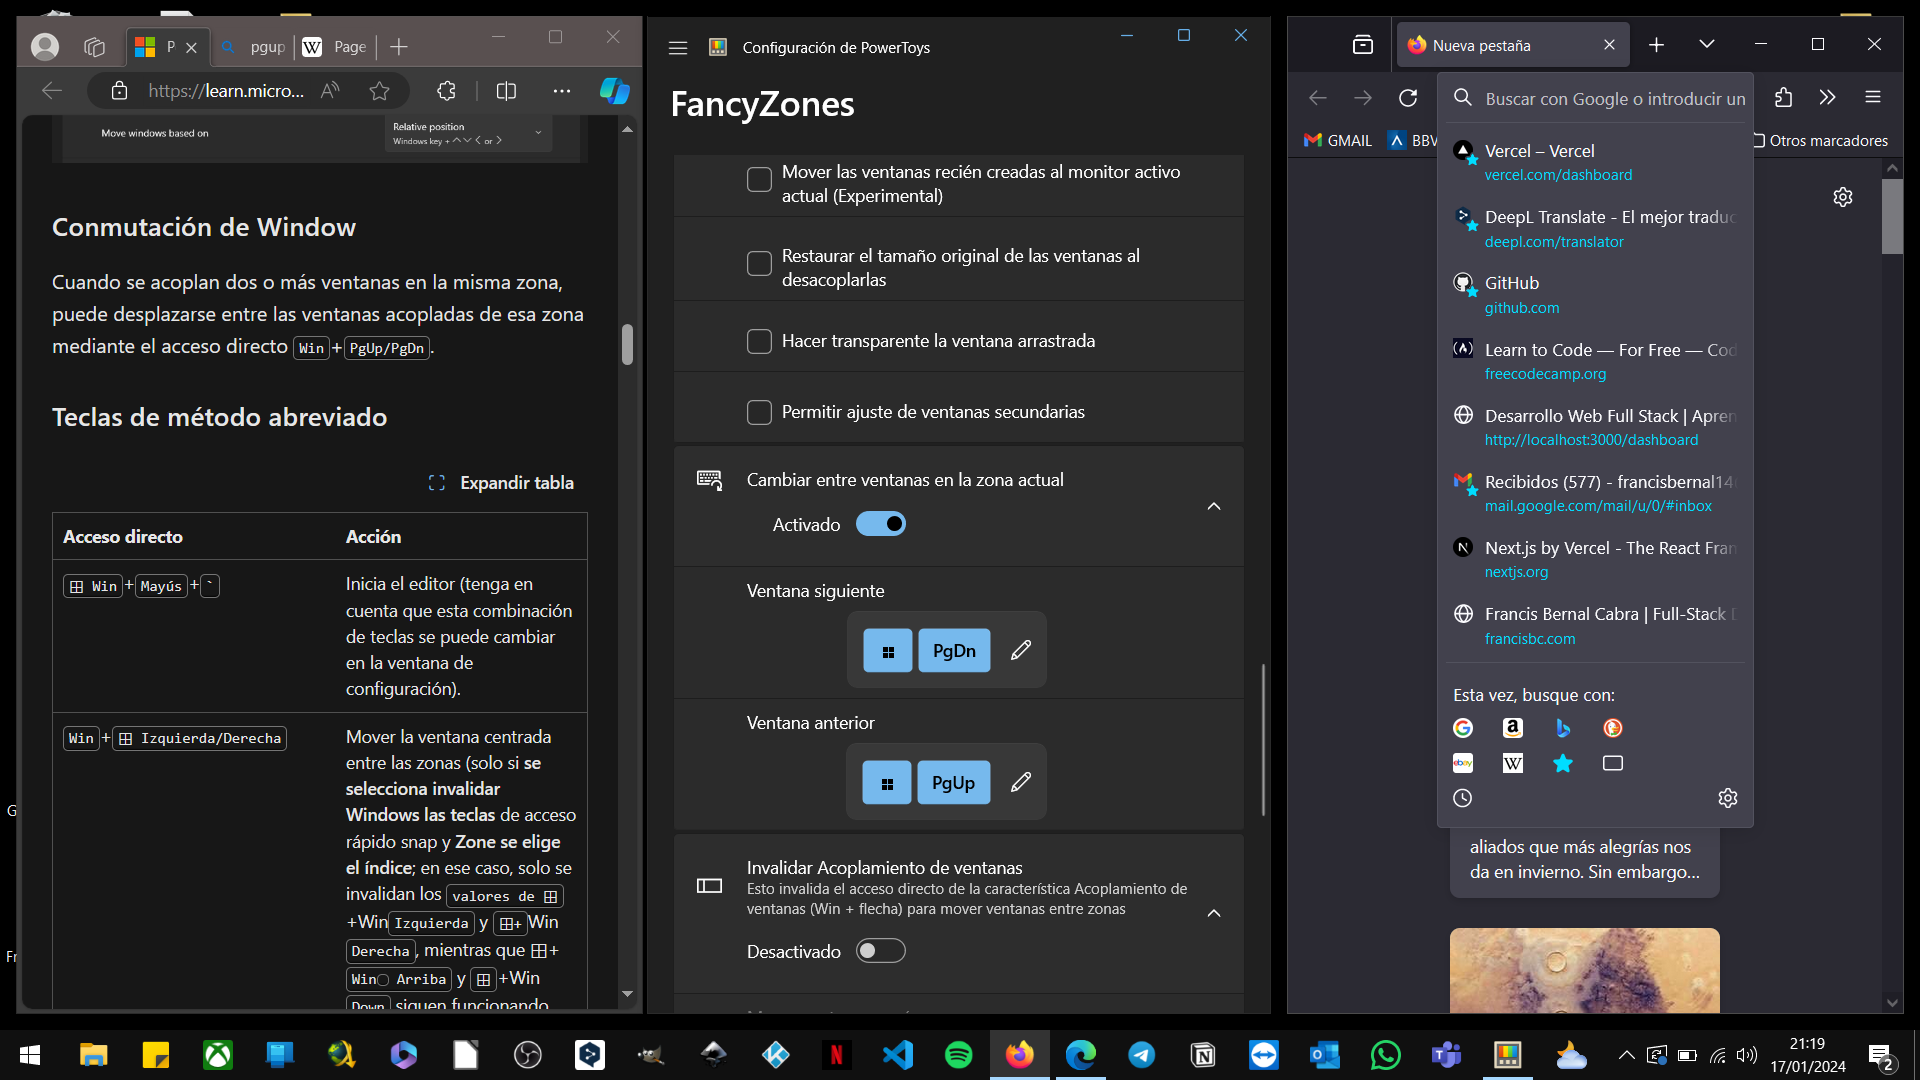 P
pgup
Page
https://learn.micro...
Move windows based on
Relative position
Windows key +
or
Conmutación de Window
Cuando se acoplan dos o más ventanas en la misma zona,
puede desplazarse entre las ventanas acopladas de esa zona
mediante el acceso directo Win + PgUp/PgDn.
Teclas de método abreviado
Expandir tabla
Acceso directo Acción
Win + Mayús + `
Inicia el editor (tenga en
cuenta que esta combinación
de teclas se puede cambiar
en la ventana de
configuración).
Win + Izquierda/Derecha
Mover la ventana centrada
entre las zonas (solo si se
selecciona invalidar
Windows las teclas de acceso
rápido snap y Zone se elige
el índice; en ese caso, solo se
invalidan los valores de
+Win Izquierda y + Win
Derecha, mientras que +
Win Arriba y +Win
Down siguen funcionando
Configuración de PowerToys
FancyZones
Mover las ventanas recién creadas al monitor activo
actual (Experimental)
Restaurar el tamaño original de las ventanas al
desacoplarlas
Hacer transparente la ventana arrastrada
Permitir ajuste de ventanas secundarias
Cambiar entre ventanas en la zona actual
Activado
Ventana siguiente
PgDn
Ventana anterior
PgUp
Invalidar Acoplamiento de ventanas
Esto invalida el acceso directo de la característica Acoplamiento de
ventanas (Win + flecha) para mover ventanas entre zonas
Desactivado
Nueva pestaña
Buscar con Google o introducir un
GMAIL
BBV
Otros marcadores
Vercel – Vercel
vercel.com/dashboard
DeepL Translate - El mejor traduc
deepl.com/translator
GitHub
github.com
Learn to Code — For Free — Cod
freecodecamp.org
Desarrollo Web Full Stack | Apren
http://localhost:3000/dashboard
Recibidos (577) - francisbernal14
mail.google.com/mail/u/0/#inbox
Next.js by Vercel - The React Fran
nextjs.org
Francis Bernal Cabra | Full-Stack
francisbc.com
Esta vez, busque con:
ebay
W
aliados que más alegrías nos
da en invierno. Sin embargo...
G
Fr
21:19
17/01/2024
2